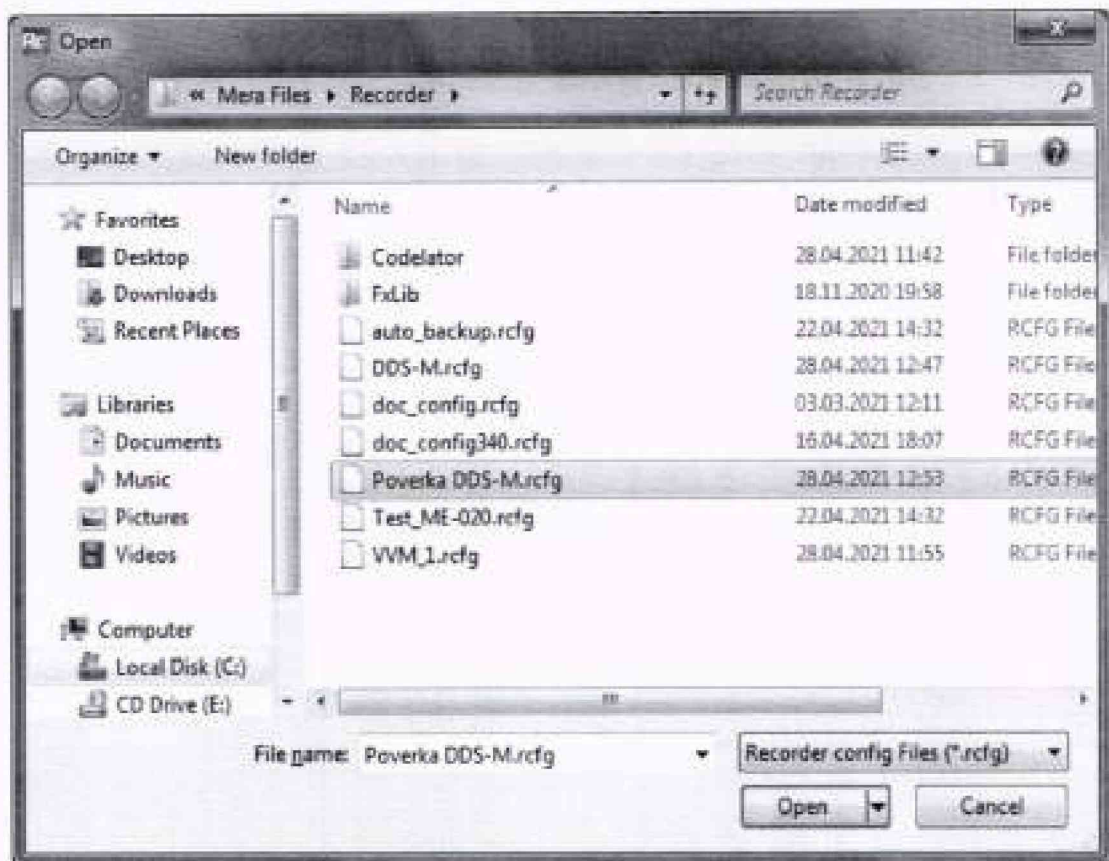 Open
« Mera Files ▸ Recorder ▸ Search Recorder
Organize ▾ New folder
Name Date modified Type
Favorites
Desktop
Downloads
Recent Places
Libraries
Documents
Music
Pictures
Videos
Computer
Local Disk (C:)
CD Drive (E:)
Codelator 28.04.2021 11:42 File folder
FxLib 18.11.2020 19:58 File folder
auto_backup.rcfg 22.04.2021 14:32 RCFG File
DDS-M.rcfg 28.04.2021 12:47 RCFG File
doc_config.rcfg 03.03.2021 12:11 RCFG File
doc_config340.rcfg 16.04.2021 18:07 RCFG File
Poverka DDS-M.rcfg 28.04.2021 12:53 RCFG File
Test_ME-020.rcfg 22.04.2021 14:32 RCFG File
VVM_1.rcfg 28.04.2021 11:55 RCFG File
File name: Poverka DDS-M.rcfg Recorder config Files (*.rcfg)
Open Cancel